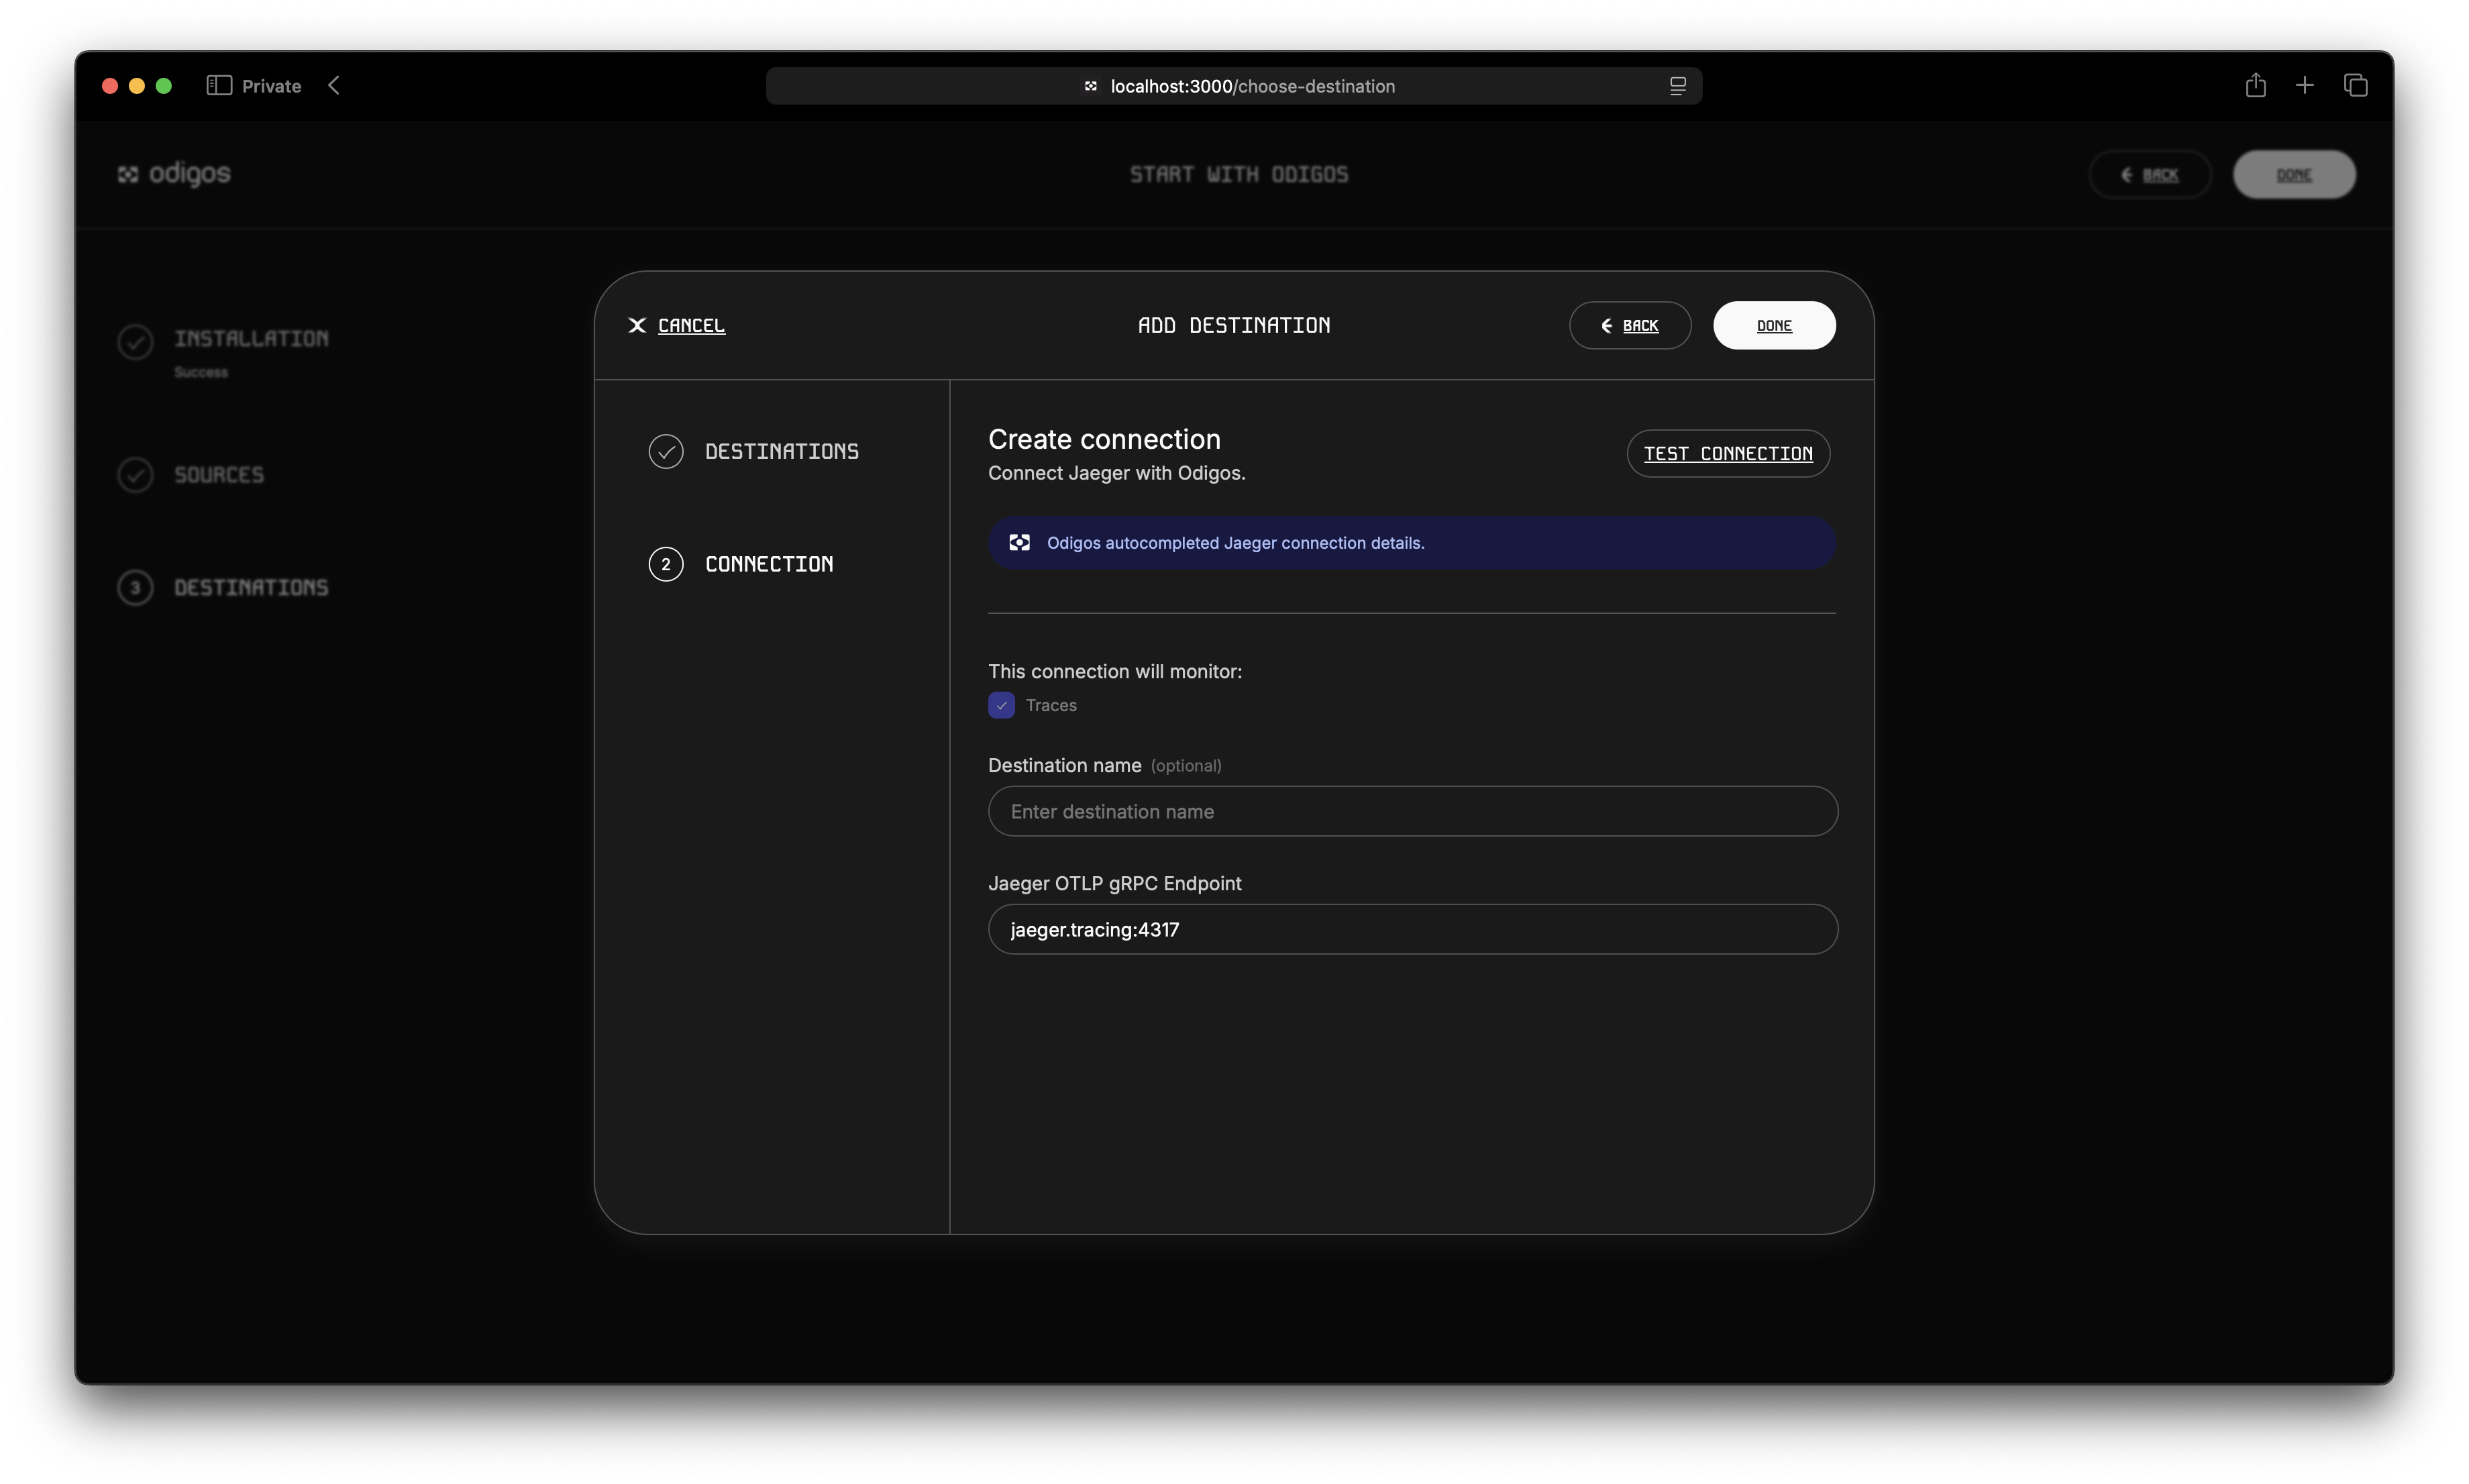 Private
localhost:3000/choose-destination
odigos
START WITH ODIGOS
BACK
DONE
INSTALLATION
Success
SOURCES
3 DESTINATIONS
CANCEL
ADD DESTINATION
BACK
DONE
DESTINATIONS
2 CONNECTION
Create connection
Connect Jaeger with Odigos.
TEST CONNECTION
Odigos autocompleted Jaeger connection details.
This connection will monitor:
Traces
Destination name (optional)
Enter destination name
Jaeger OTLP gRPC Endpoint
jaeger.tracing:4317